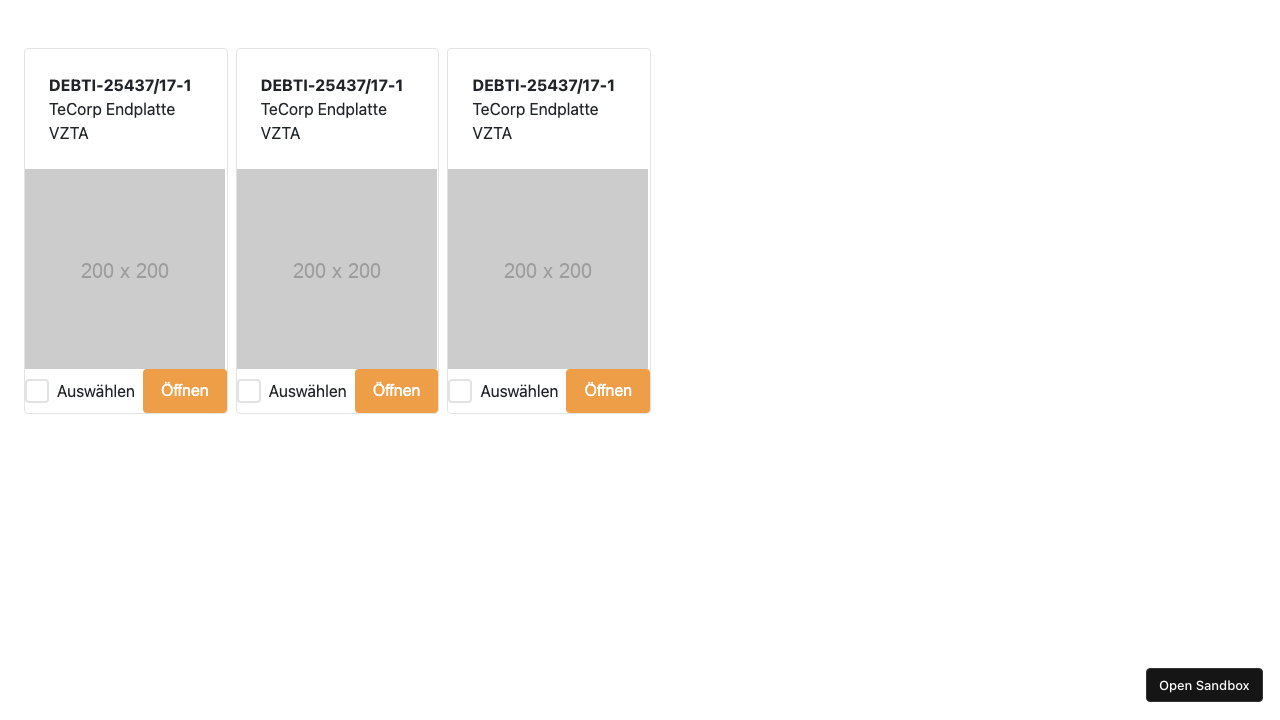 DEBTI-25437/17-1
TeCorp Endplatte
VZTA
200 x 200
Auswählen
Öffnen
DEBTI-25437/17-1
TeCorp Endplatte
VZTA
200 x 200
Auswählen
Öffnen
DEBTI-25437/17-1
TeCorp Endplatte
VZTA
200 x 200
Auswählen
Öffnen
Open Sandbox